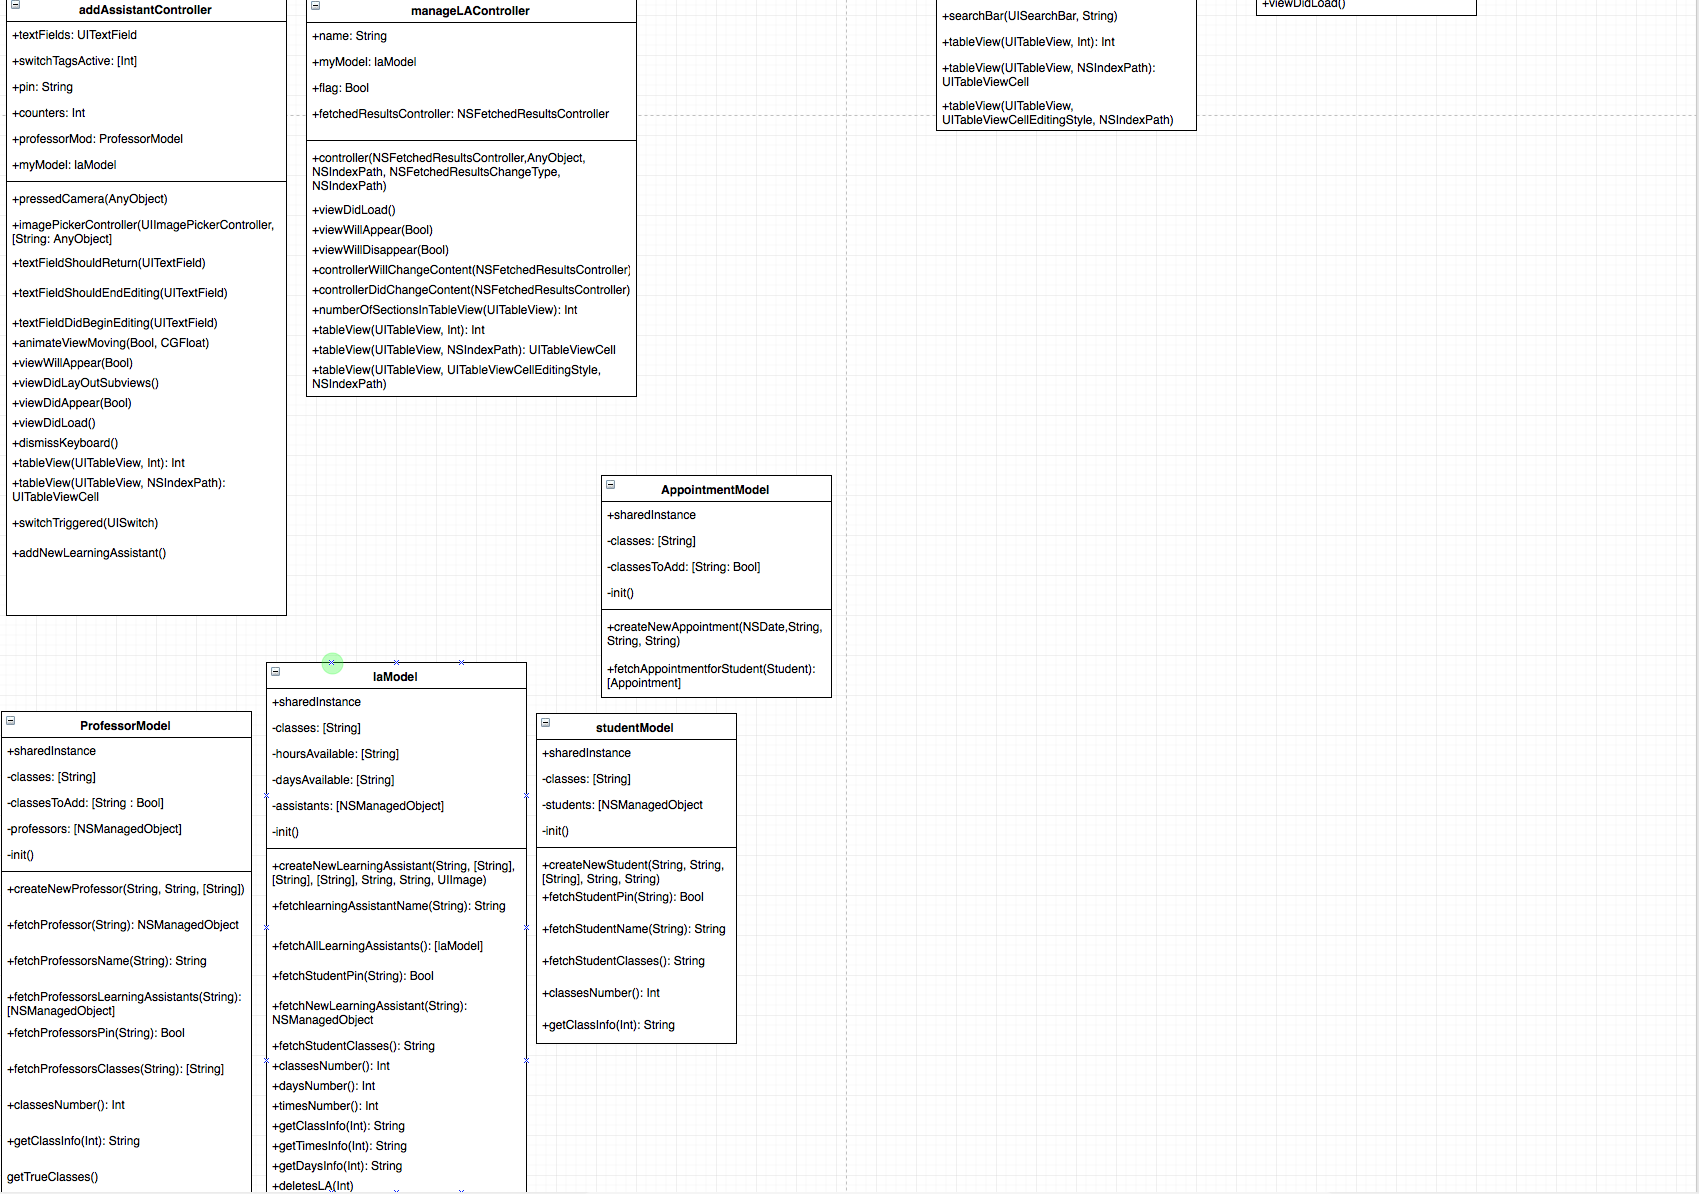 addAssistantController
+textFields: UITextField
+switchTagsActive: [Int]
+pin: String
+counters: Int
+professorMod: ProfessorModel
+myModel: laModel
+pressedCamera(AnyObject)
+imagePickerController(UIImagePickerController,
[String: AnyObject]
+textFieldShouldReturn(UITextField)
+textFieldShouldEndEditing(UITextField)
+textFieldDidBeginEditing(UITextField)
+animateViewMoving(Bool, CGFloat)
+viewWillAppear(Bool)
+viewDidLayOutSubviews()
+viewDidAppear(Bool)
+viewDidLoad()
+dismissKeyboard()
+tableView(UITableView, Int): Int
+tableView(UITableView, NSIndexPath):
UITableViewCell
+switchTriggered(UISwitch)
+addNewLearningAssistant()
manageLAController
+name: String
+myModel: laModel
+flag: Bool
+fetchedResultsController: NSFetchedResultsController
+controller(NSFetchedResultsController,AnyObject,
NSIndexPath, NSFetchedResultsChangeType,
NSIndexPath)
+viewDidLoad()
+viewWillAppear(Bool)
+viewWillDisappear(Bool)
+controllerWillChangeContent(NSFetchedResultsController)
+controllerDidChangeContent(NSFetchedResultsController)
+numberOfSectionsInTableView(UITableView): Int
+tableView(UITableView, Int): Int
+tableView(UITableView, NSIndexPath): UITableViewCell
+tableView(UITableView, UITableViewCellEditingStyle,
NSIndexPath)
+searchBar(UISearchBar, String)
+tableView(UITableView, Int): Int
+tableView(UITableView, NSIndexPath):
UITableViewCell
+tableView(UITableView,
UITableViewCellEditingStyle, NSIndexPath)
+viewDidLoad()
AppointmentModel
+sharedInstance
-classes: [String]
-classesToAdd: [String: Bool]
-init()
+createNewAppointment(NSDate,String,
String, String)
+fetchAppointmentforStudent(Student):
[Appointment]
ProfessorModel
+sharedInstance
-classes: [String]
-classesToAdd: [String : Bool]
-professors: [NSManagedObject]
-init()
+createNewProfessor(String, String, [String])
+fetchProfessor(String): NSManagedObject
+fetchProfessorsName(String): String
+fetchProfessorsLearningAssistants(String):
[NSManagedObject]
+fetchProfessorsPin(String): Bool
+fetchProfessorsClasses(String): [String]
+classesNumber(): Int
+getClassInfo(Int): String
getTrueClasses()
laModel
+sharedInstance
-classes: [String]
-hoursAvailable: [String]
-daysAvailable: [String]
-assistants: [NSManagedObject]
-init()
+createNewLearningAssistant(String, [String],
[String], [String], String, String, UIImage)
+fetchlearningAssistantName(String): String
+fetchAllLearningAssistants(): [laModel]
+fetchStudentPin(String): Bool
+fetchNewLearningAssistant(String):
NSManagedObject
+fetchStudentClasses(): String
+classesNumber(): Int
+daysNumber(): Int
+timesNumber(): Int
+getClassInfo(Int): String
+getTimesInfo(Int): String
+getDaysInfo(Int): String
+deletesLA(Int)
studentModel
+sharedInstance
-classes: [String]
-students: [NSManagedObject
-init()
+createNewStudent(String, String,
[String], String, String)
+fetchStudentPin(String): Bool
+fetchStudentName(String): String
+fetchStudentClasses(): String
+classesNumber(): Int
+getClassInfo(Int): String